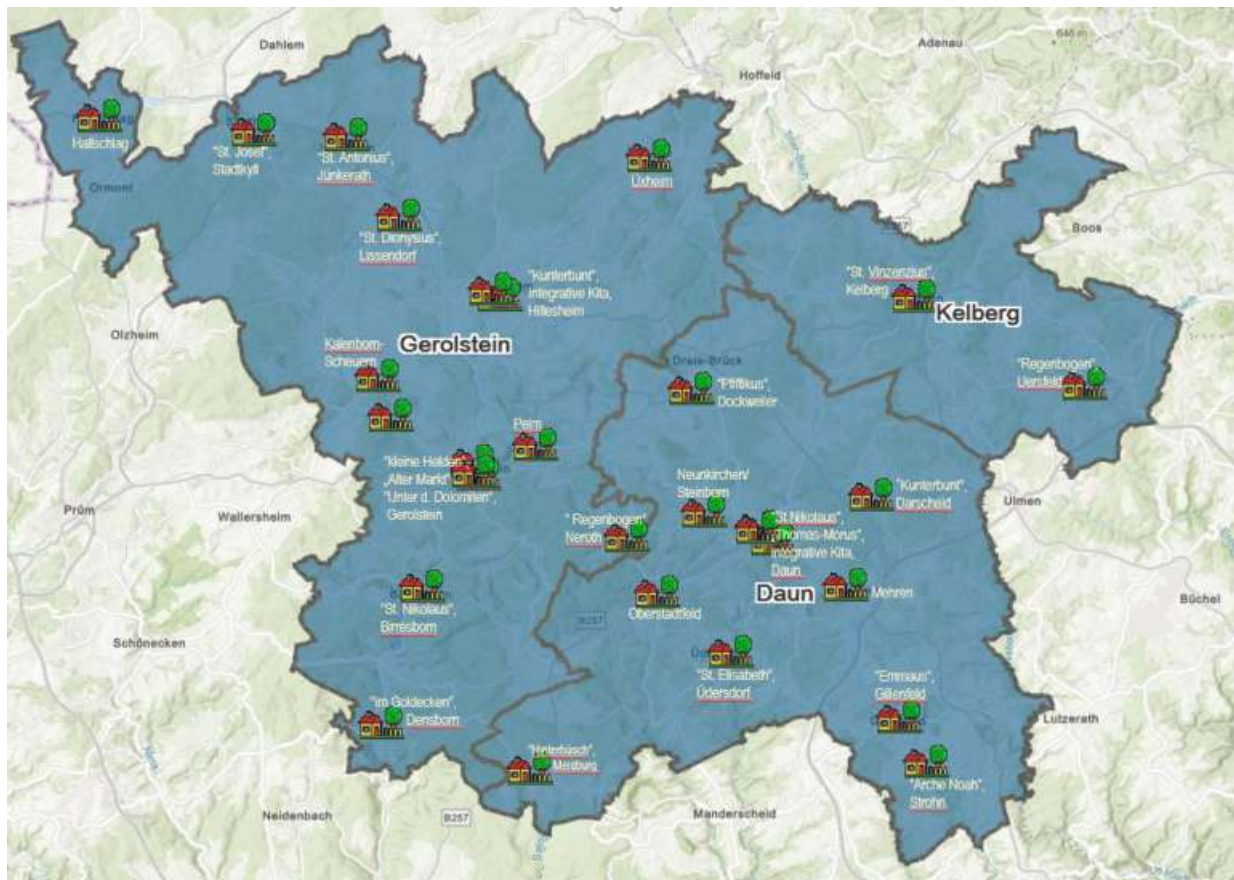 Dahlem
Adenau
646 m
Hoffeld
Hallschlag
"St. Josef",
Stadtkyll
"St. Antonius",
Jünkerath
Üxheim
Ormont
Boos
"St. Dionysius",
Lissendorf
"St. Vinzenzius",
Kelberg
"Kunterbunt",
Integrative Kita,
Hillesheim
Kelberg
Olzheim
Kalenborn-
Scheuern
Gerolstein
Dreis-Brück
"Regenbogen"
Uersfeld
"Pfiffikus",
Dockweiler
Pelm
"kleine Helden"
„Alter Markt"
"Unter d. Dolomiten",
Gerolstein
Neunkirchen/
Steinborn
"Kunterbunt",
Darscheid
Ulmen
Prüm
Wallersheim
" Regenbogen"
Neroth
"St.Nikolaus",
"Thomas-Morus",
Integrative Kita,
Daun
Daun
Mehren
Büchel
"St. Nikolaus",
Birresborn
Oberstadtfeld
B257
Schönecken
"St. Elisabeth",
Üdersdorf
"Emmaus",
Gillenfeld
"Im Goldecken",
Densborn
Lutzerath
"Hinterbüsch",
Meisburg
"Arche Noah",
Strohn
Neidenbach
B257
Manderscheid